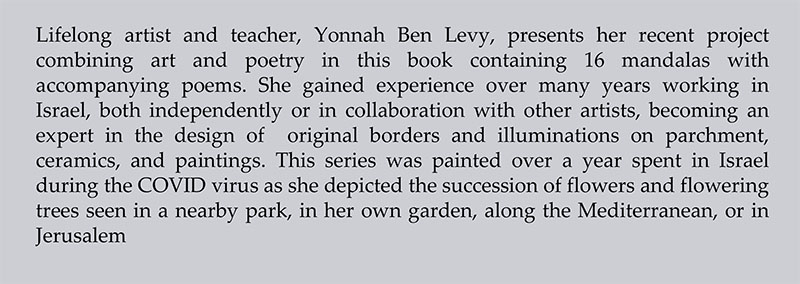 Lifelong artist and teacher, Yonnah Ben Levy, presents her recent project
combining art and poetry in this book containing 16 mandalas with
accompanying poems. She gained experience over many years working in
Israel, both independently or in collaboration with other artists, becoming an
expert in the design of  original borders and illuminations on parchment,
ceramics, and paintings. This series was painted over a year spent in Israel
during the COVID virus as she depicted the succession of flowers and flowering
trees seen in a nearby park, in her own garden, along the Mediterranean, or in
Jerusalem